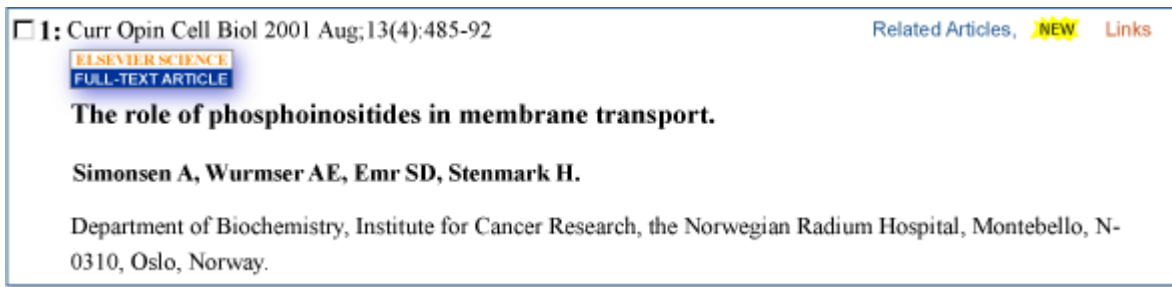 1: Curr Opin Cell Biol 2001 Aug;13(4):485-92 Related Articles, NEW Links
ELSEVIER SCIENCE
FULL-TEXT ARTICLE
The role of phosphoinositides in membrane transport.
Simonsen A, Wurmser AE, Emr SD, Stenmark H.
Department of Biochemistry, Institute for Cancer Research, the Norwegian Radium Hospital, Montebello, N-
0310, Oslo, Norway.